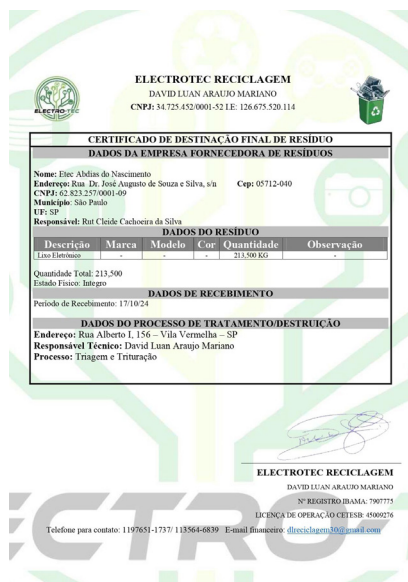 ELECTROTEC RECICLAGEM
DAVID LUAN ARAUJO MARIANO
CNPJ: 34.725.452/0001-52 I.E: 126.675.520.114
ELECTRO-TEC
CERTIFICADO DE DESTINAÇÃO FINAL DE RESÍDUO
DADOS DA EMPRESA FORNECEDORA DE RESÍDUOS
Nome: Etec Abdias do Nascimento
Endereço: Rua Dr. José Augusto de Souza e Silva, s/n Cep: 05712-040
CNPJ: 62.823.257/0001-09
Município: São Paulo
UF: SP
Responsável: Rut Cleide Cachoeira da Silva
DADOS DO RESÍDUO
Descrição Marca Modelo Cor Quantidade Observação
Lixo Eletrônico - - - 213,500 KG -
Quantidade Total: 213,500
Estado Físico: Integro
DADOS DE RECEBIMENTO
Período de Recebimento: 17/10/24
DADOS DO PROCESSO DE TRATAMENTO/DESTRUIÇÃO
Endereço: Rua Alberto I, 156 – Vila Vermelha – SP
Responsável Técnico: David Luan Araujo Mariano
Processo: Triagem e Trituração
ELECTROTEC RECICLAGEM
DAVID LUAN ARAUJO MARIANO
Nº REGISTRO IBAMA: 7907775
LICENÇA DE OPERAÇÃO CETESB: 45009276
Telefone para contato: 1197651-1737/ 113564-6839 E-mail financeiro: dlreciclagem30@gmail.com
ECTRO